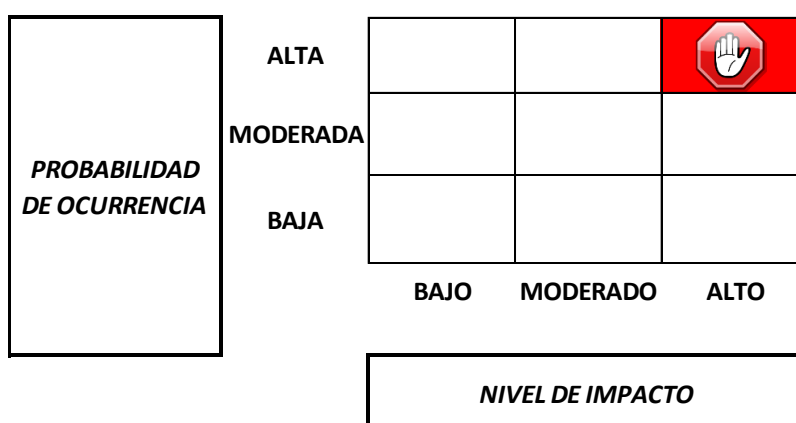 ALTA
MODERADA
PROBABILIDAD
DE OCURRENCIA
BAJA
BAJO MODERADO ALTO
NIVEL DE IMPACTO